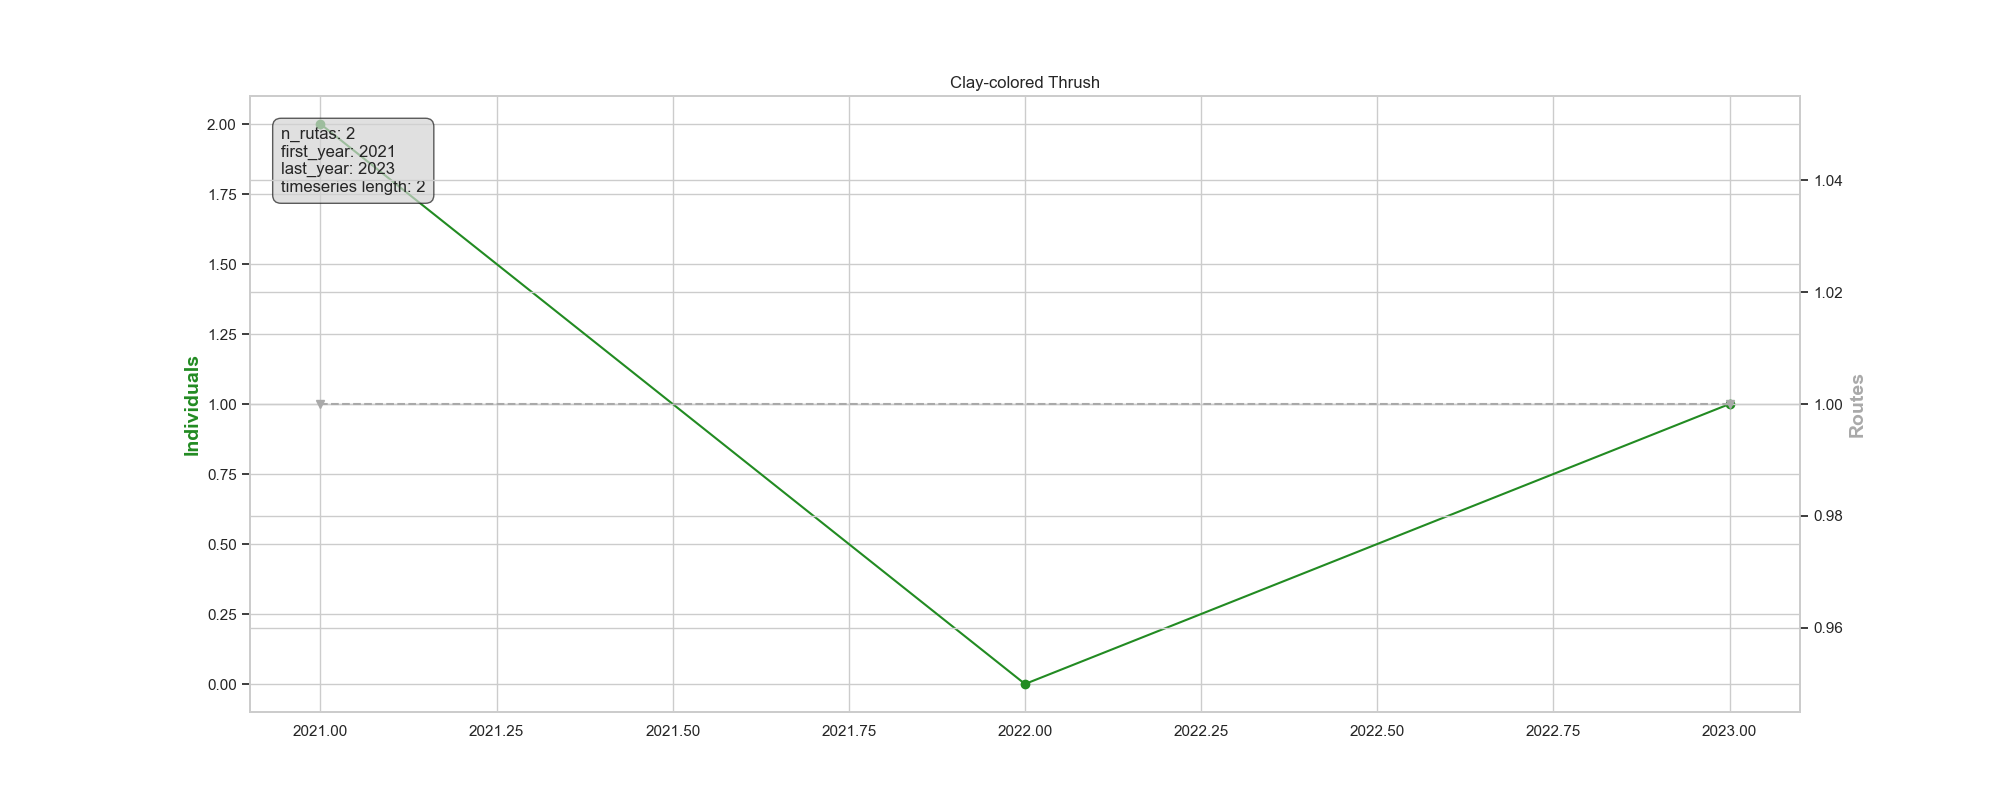 Clay-colored Thrush
n_rutas: 2
first_year: 2021
last_year: 2023
timeseries length: 2
Individuals
2.00
1.75
1.50
1.25
1.00
0.75
0.50
0.25
0.00
Routes
1.04
1.02
1.00
0.98
0.96
2021.00 2021.25 2021.50 2021.75 2022.00 2022.25 2022.50 2022.75 2023.00